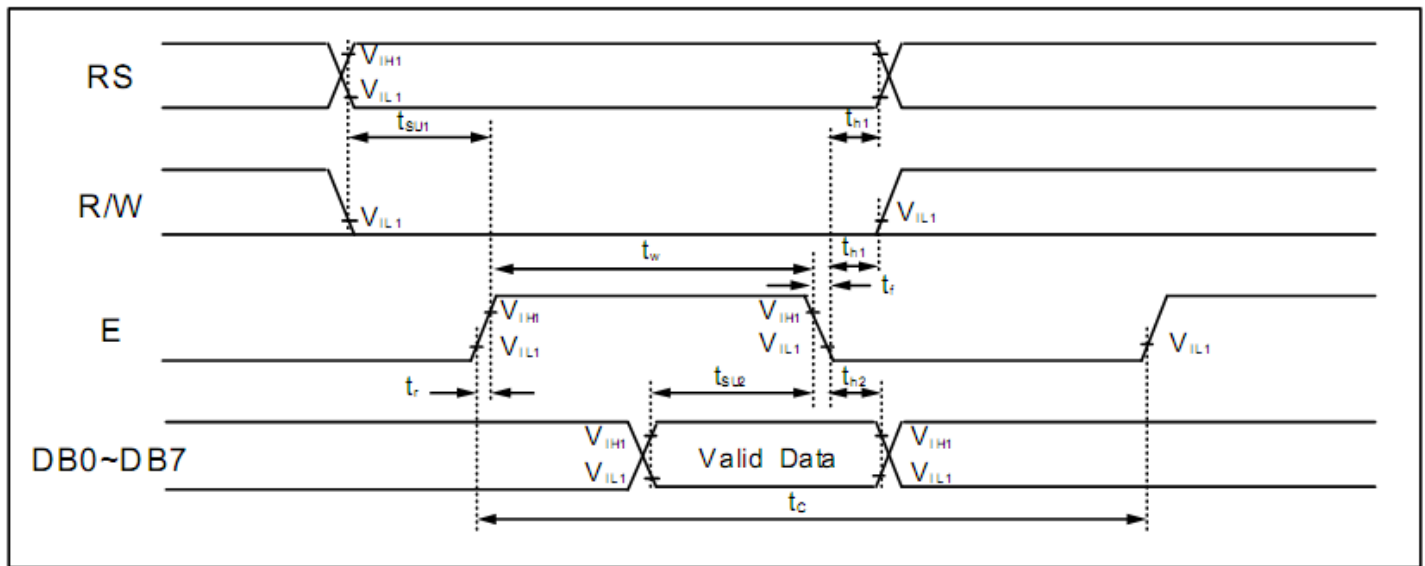 RS
VIH1
VIL1
tSU1
th1
R/W
VIL1
VIL1
tw
th1
tf
E
VIH1
VIL1
VIH1
VIL1
VIL1
tr
tSU2
th2
DB0~DB7
VIH1
VIL1
Valid Data
VIH1
VIL1
tC